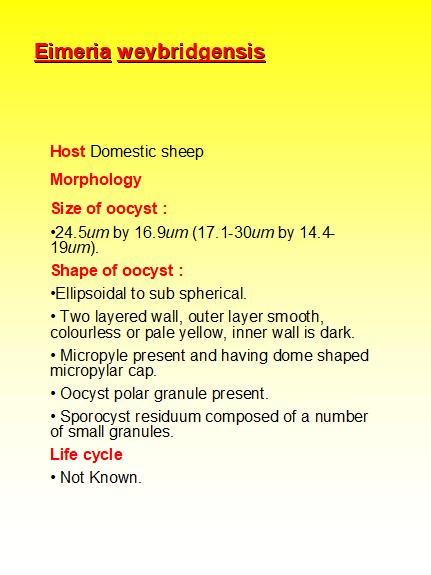 Eimeria weybridgensis
Host Domestic sheep
Morphology
Size of oocyst :
•24.5um by 16.9um (17.1-30um by 14.4-
19um).
Shape of oocyst :
•Ellipsoidal to sub spherical.
• Two layered wall, outer layer smooth,
colourless or pale yellow, inner wall is dark.
• Micropyle present and having dome shaped
micropylar cap.
• Oocyst polar granule present.
• Sporocyst residuum composed of a number
of small granules.
Life cycle
• Not Known.